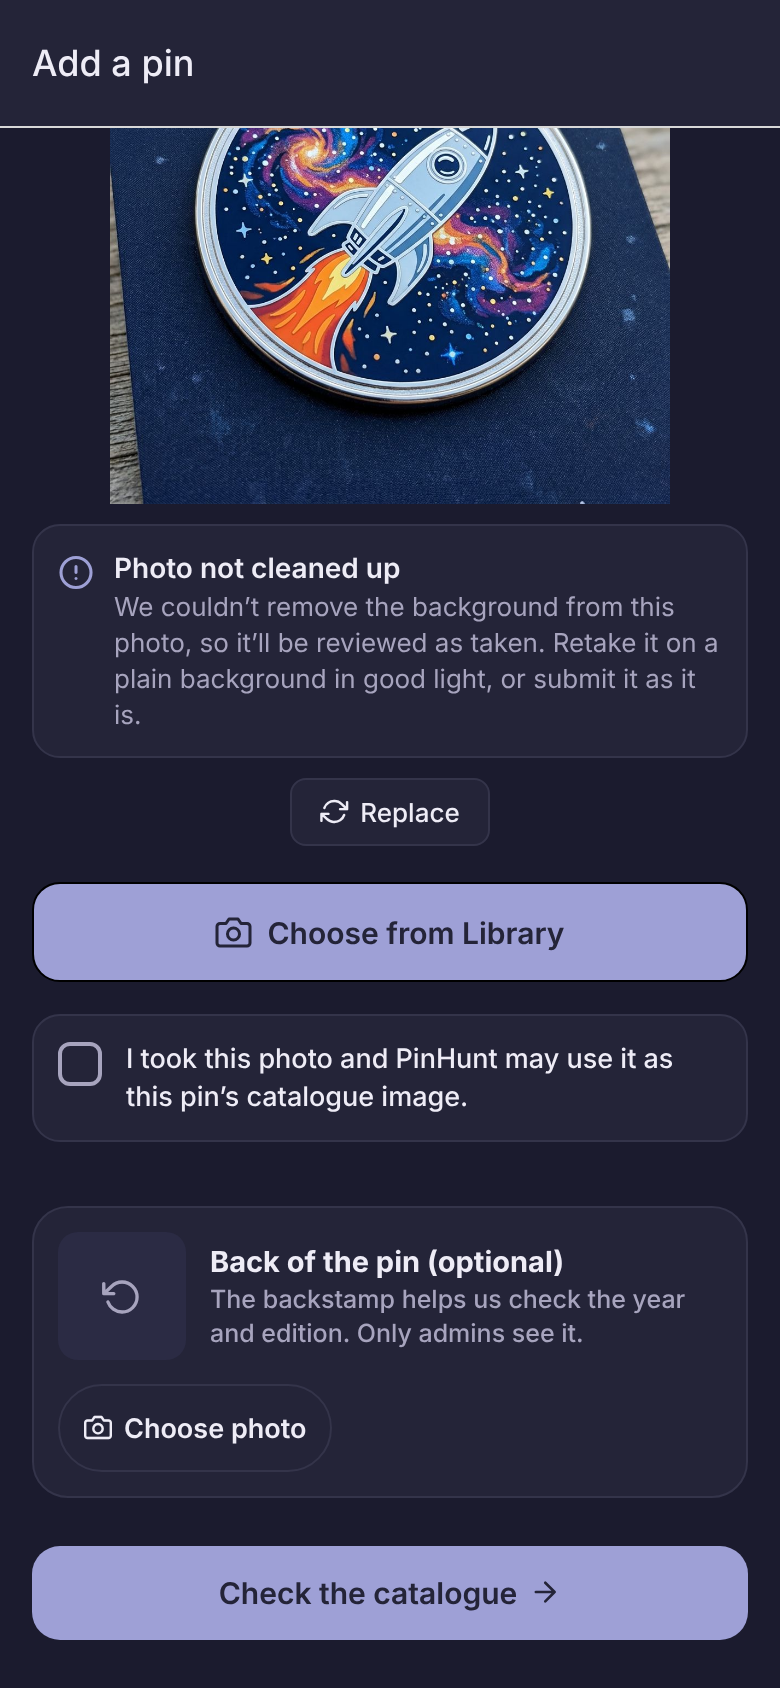 Add a pin
Photo not cleaned up
We couldn’t remove the background from this
photo, so it’ll be reviewed as taken. Retake it on a
plain background in good light, or submit it as it
is.
Replace
Choose from Library
I took this photo and PinHunt may use it as
this pin’s catalogue image.
Back of the pin (optional)
The backstamp helps us check the year
and edition. Only admins see it.
Choose photo
Check the catalogue